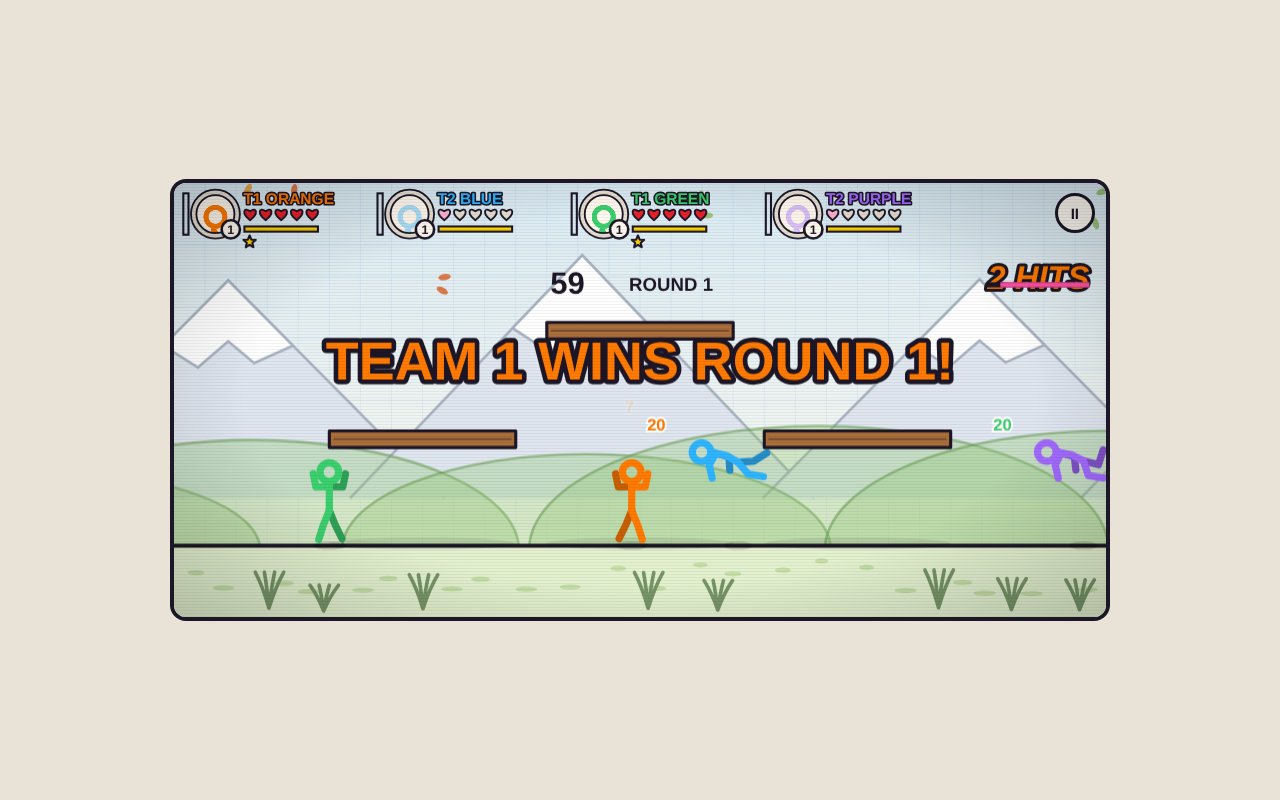 T1 ORANGE
1
T2 BLUE
1
T1 GREEN
1
T2 PURPLE
1
59 ROUND 1
2 HITS
TEAM 1 WINS ROUND 1!
7
20
20